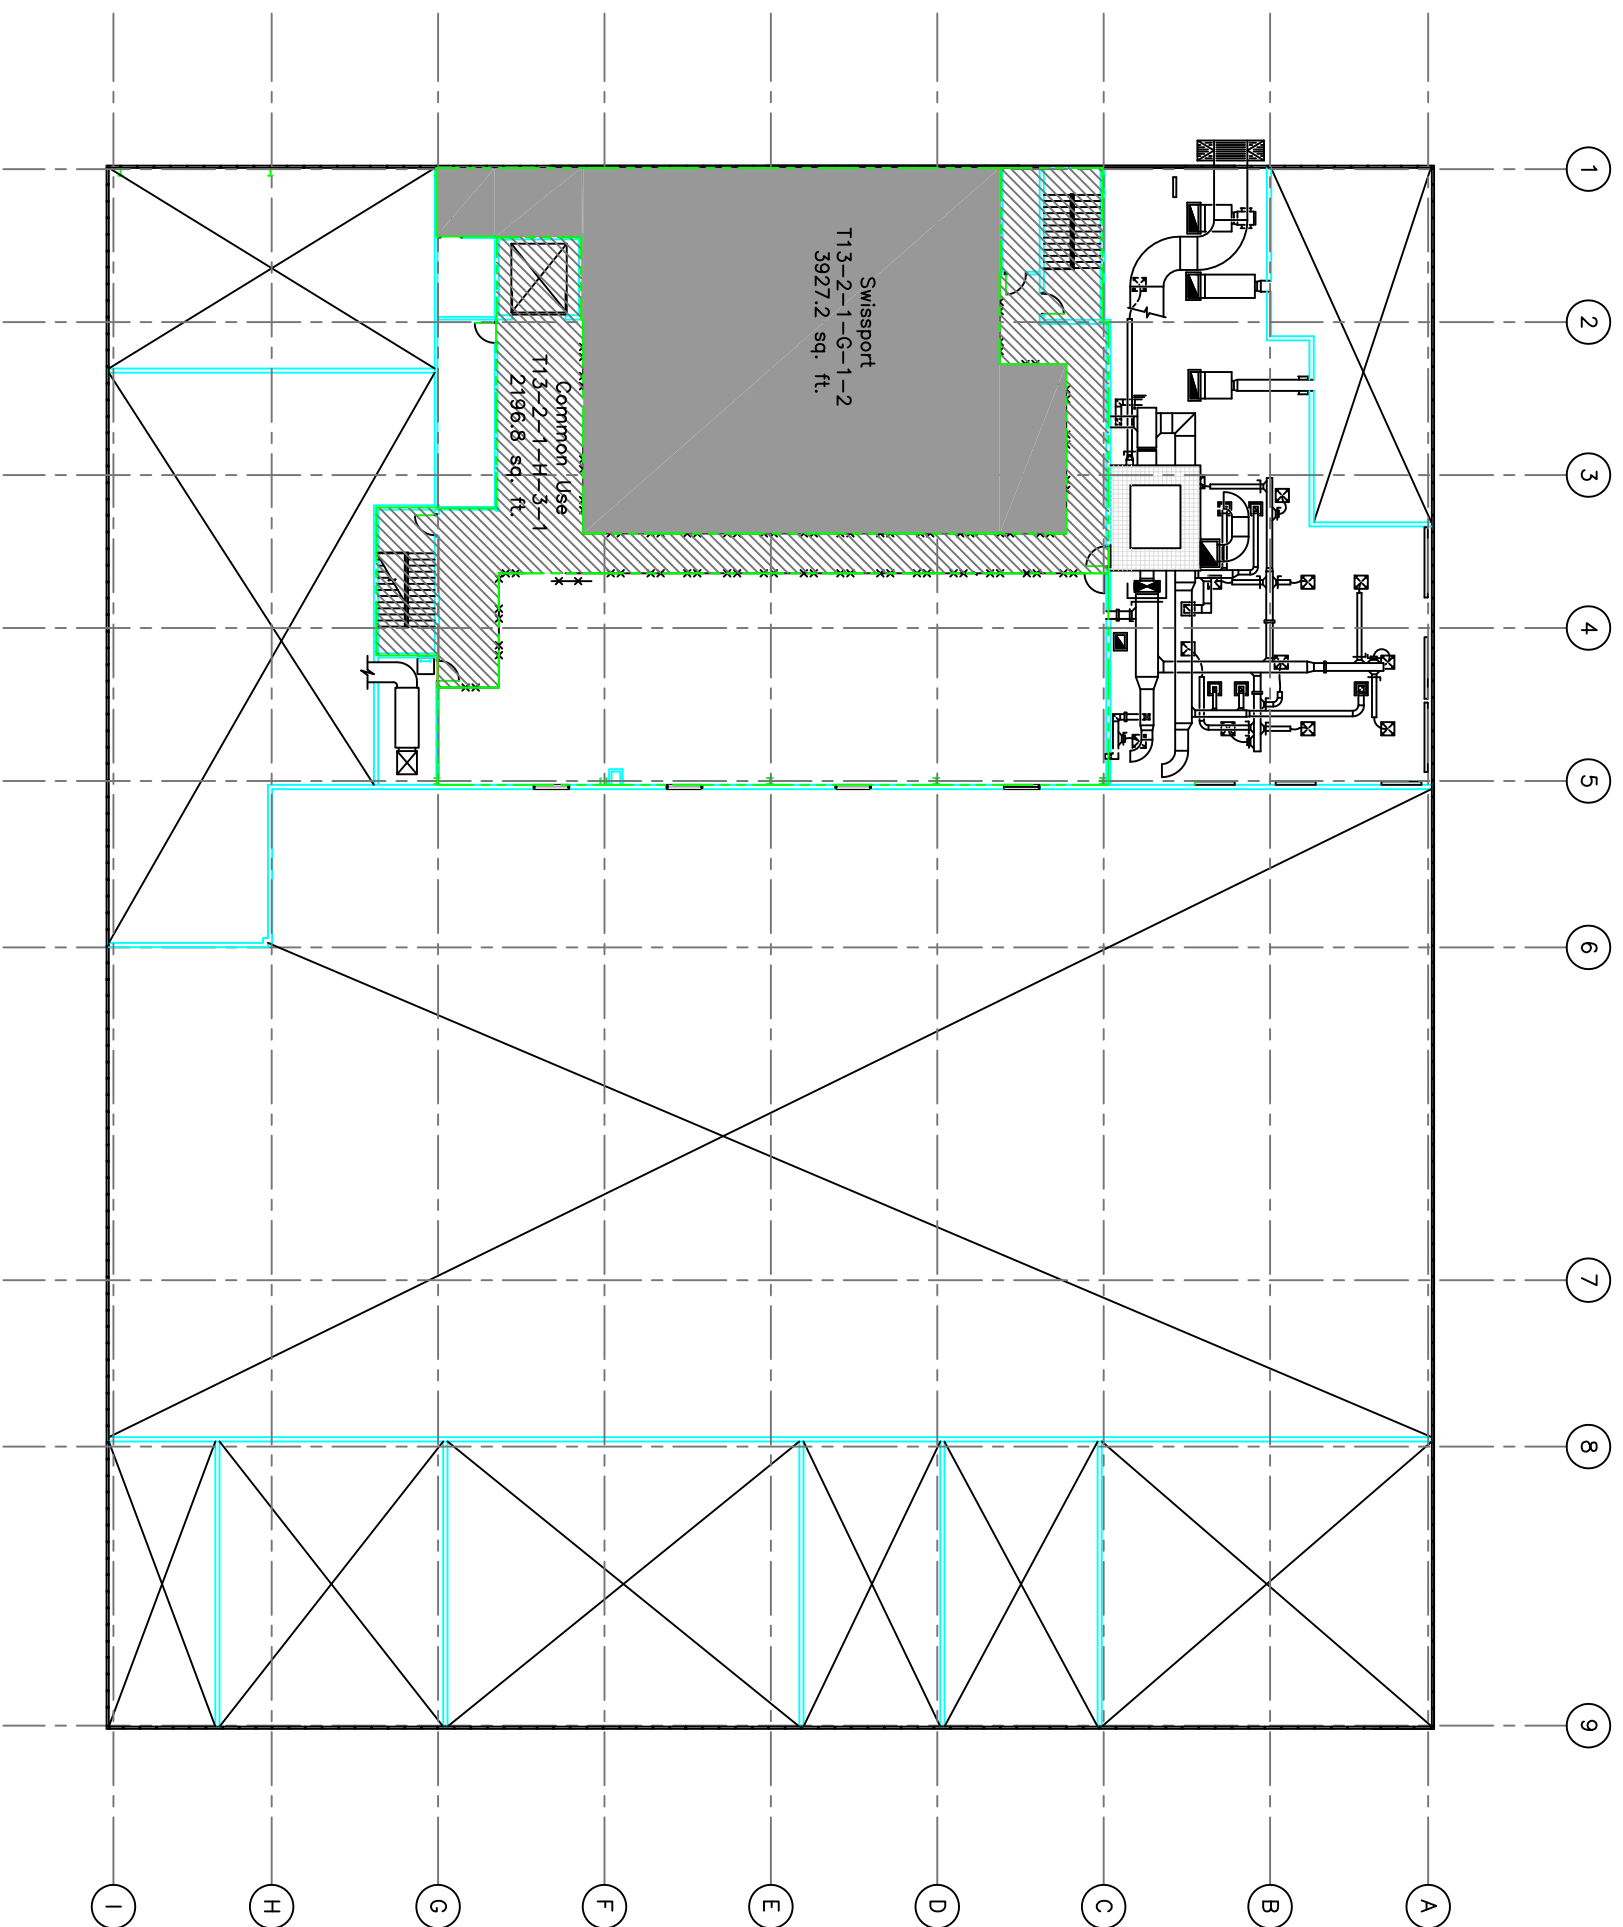 Swissport
T13-2-1-G-1-2
3927.2 sq. ft.
Common Use
T13-2-1-H-3-1
2196.8 sq. ft.
1
2
3
4
5
6
7
8
9
I
H
G
F
E
D
C
B
A